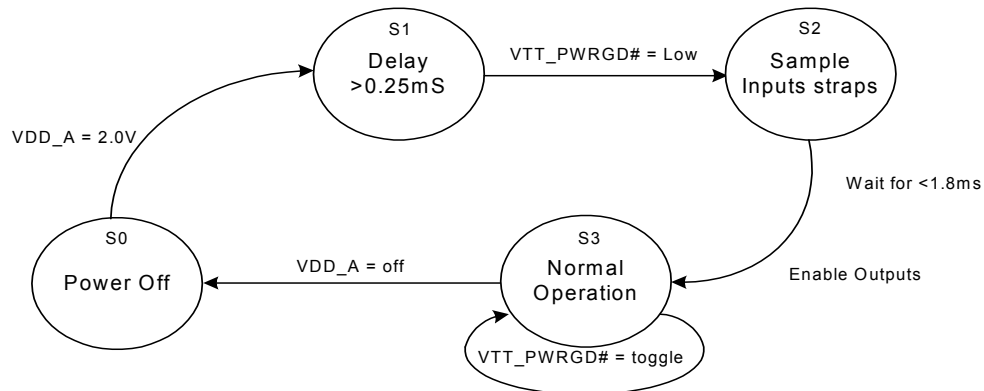 S1
Delay
>0.25mS
VTT_PWRGD# = Low
S2
Sample
Inputs straps
VDD_A = 2.0V
Wait for <1.8ms
S0
Power Off
VDD_A = off
S3
Normal
Operation
Enable Outputs
VTT_PWRGD# = toggle